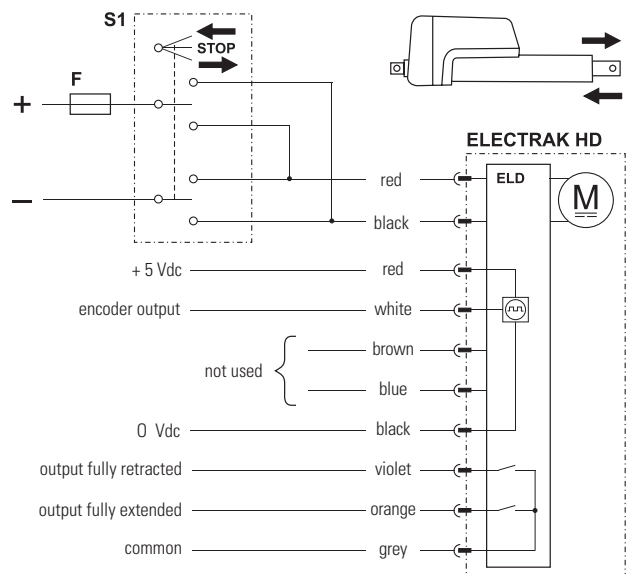 S1
STOP
F
+
−
ELECTRAK HD
ELD
M
red
black
+ 5 Vdc red
encoder output white
not used
brown
blue
0 Vdc black
output fully retracted violet
output fully extended orange
common grey